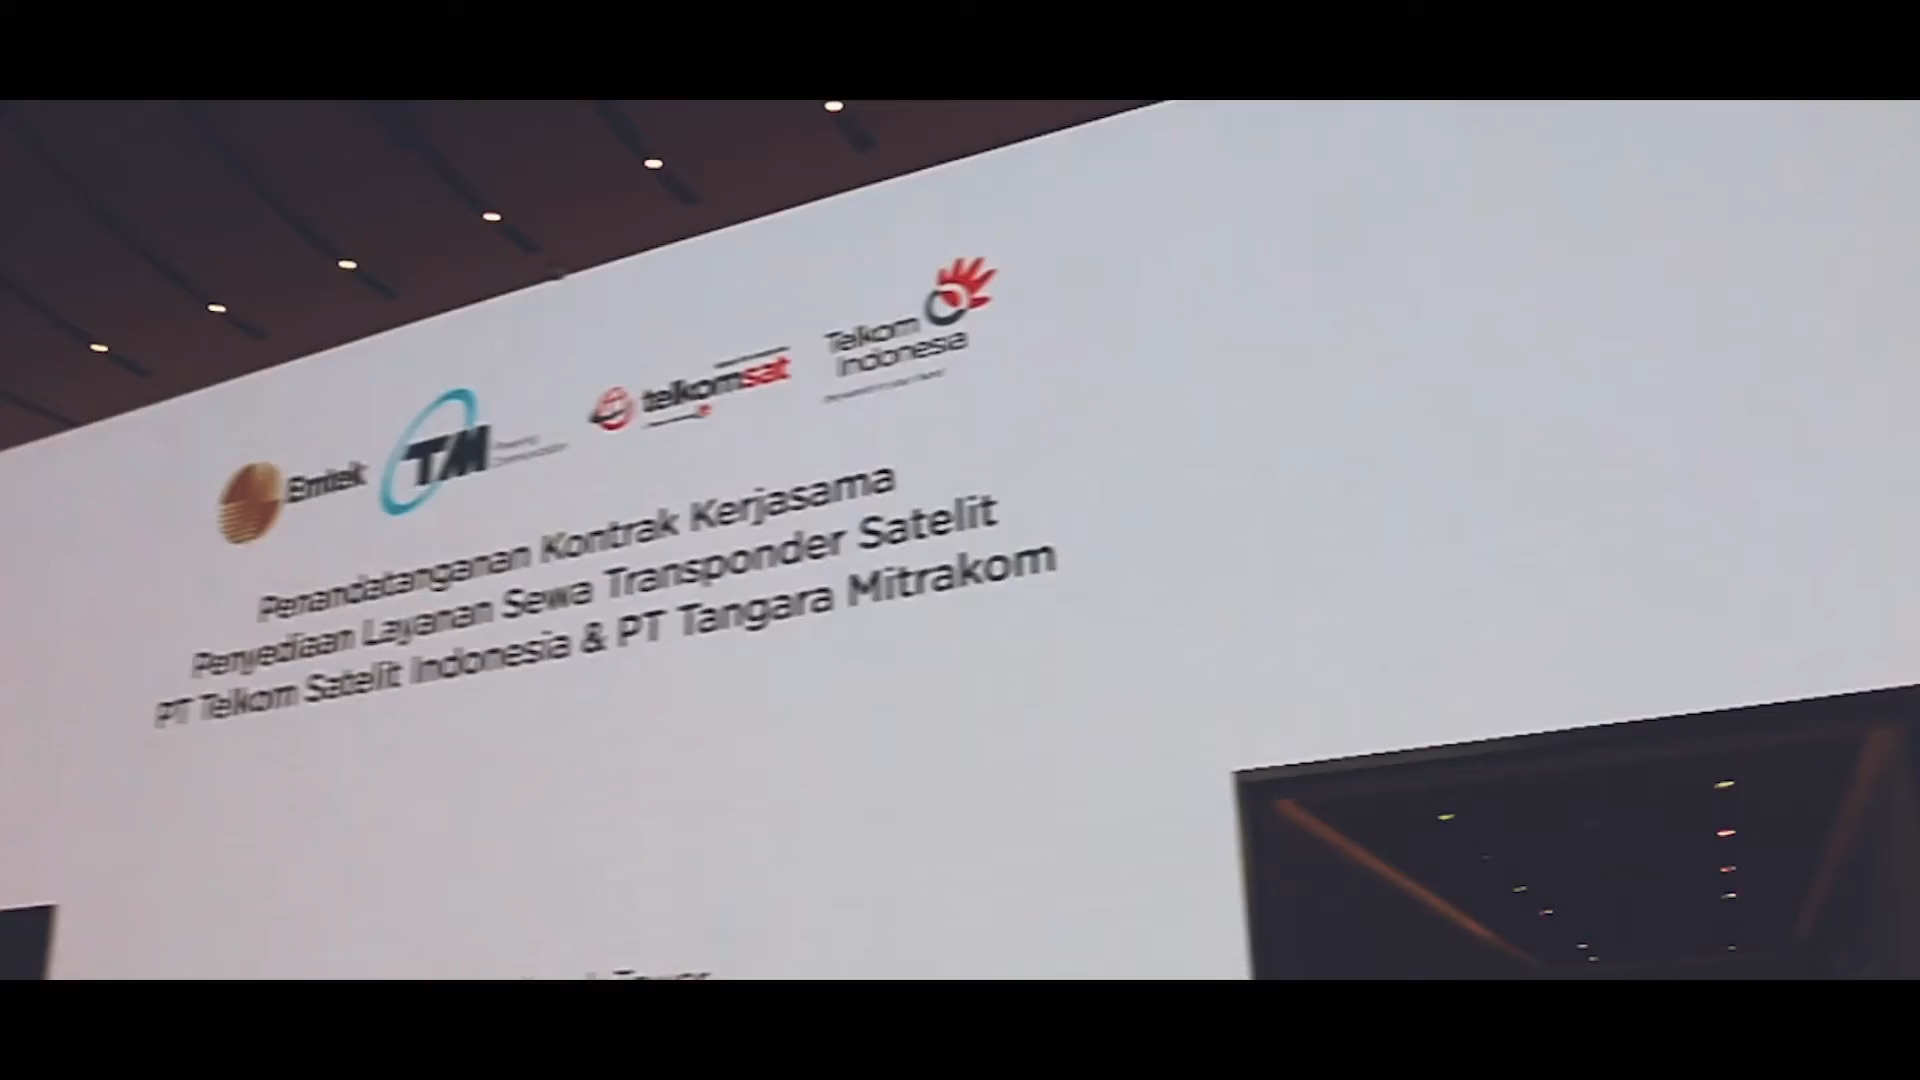 Emtek
TM
telkomsat
Telkom
Indonesia
Penandatanganan Kontrak Kerjasama
Penyediaan Layanan Sewa Transponder Satelit
PT Telkom Satelit Indonesia & PT Tangara Mitrakom